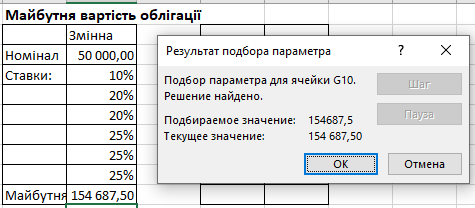 Майбутня вартість облігації
Змінна
Номінал 50 000,00
Ставки: 10%
20%
20%
25%
25%
25%
Майбутня 154 687,50
Результат подбора параметра ? ×
Подбор параметра для ячейки G10.
Решение найдено.
Подбираемое значение: 154687,5
Текущее значение: 154 687,50
Шаг
Пауза
ОК Отмена